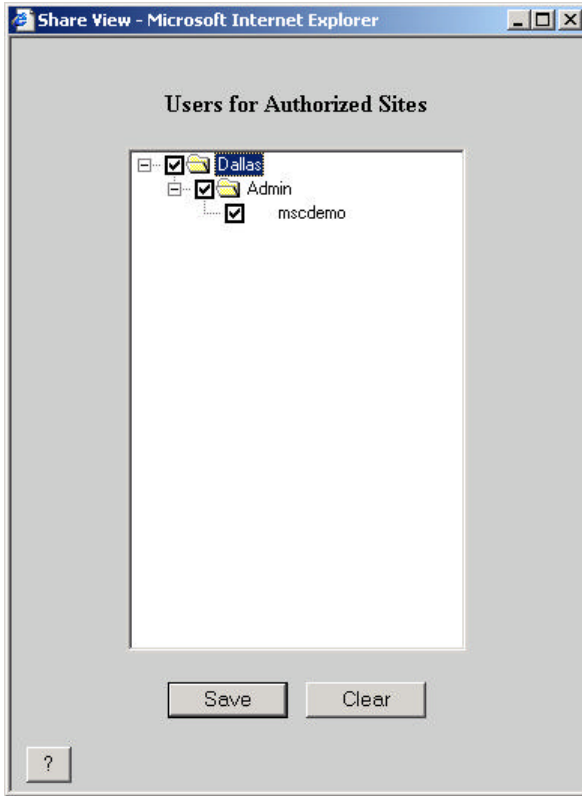 Share View - Microsoft Internet Explorer
Users for Authorized Sites
Dallas
Admin
mscdemo
Save Clear
?